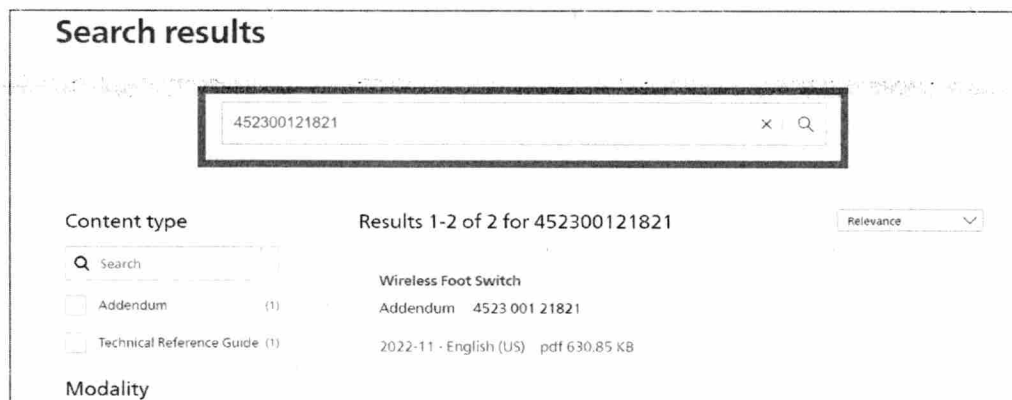 Search results
452300121821
Content type
Search
Addendum (1)
Technical Reference Guide (1)
Modality
Results 1-2 of 2 for 452300121821
Relevance
Wireless Foot Switch
Addendum 4523 001 21821
2022-11 - English (US) pdf 630.85 KB